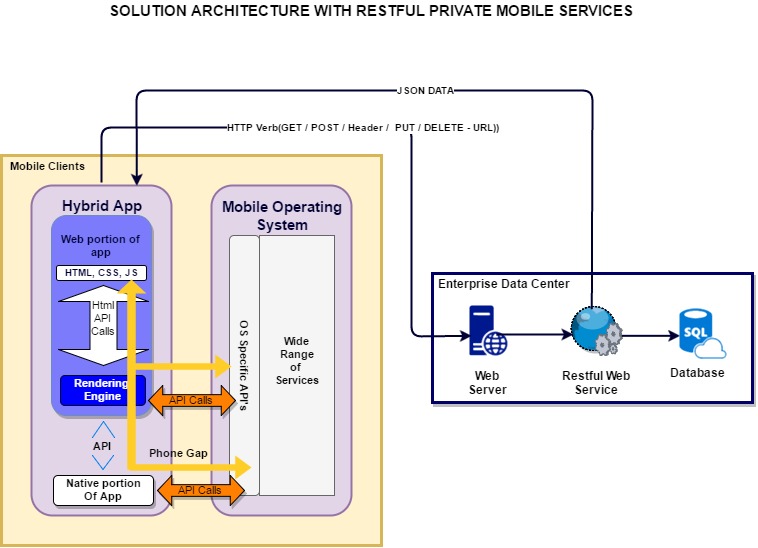 SOLUTION ARCHITECTURE WITH RESTFUL PRIVATE MOBILE SERVICES
JSON DATA
HTTP Verb(GET / POST / Header /  PUT / DELETE - URL))
Mobile Clients
Hybrid App
Web portion of
app
HTML, CSS, JS
Html
API
Calls
Rendering
Engine
API
Native portion
Of App
Mobile Operating
System
OS Specific API's
Wide
Range
of
Services
API Calls
Phone Gap
API Calls
Enterprise Data Center
Web
Server
Restful Web
Service
SQL
Database